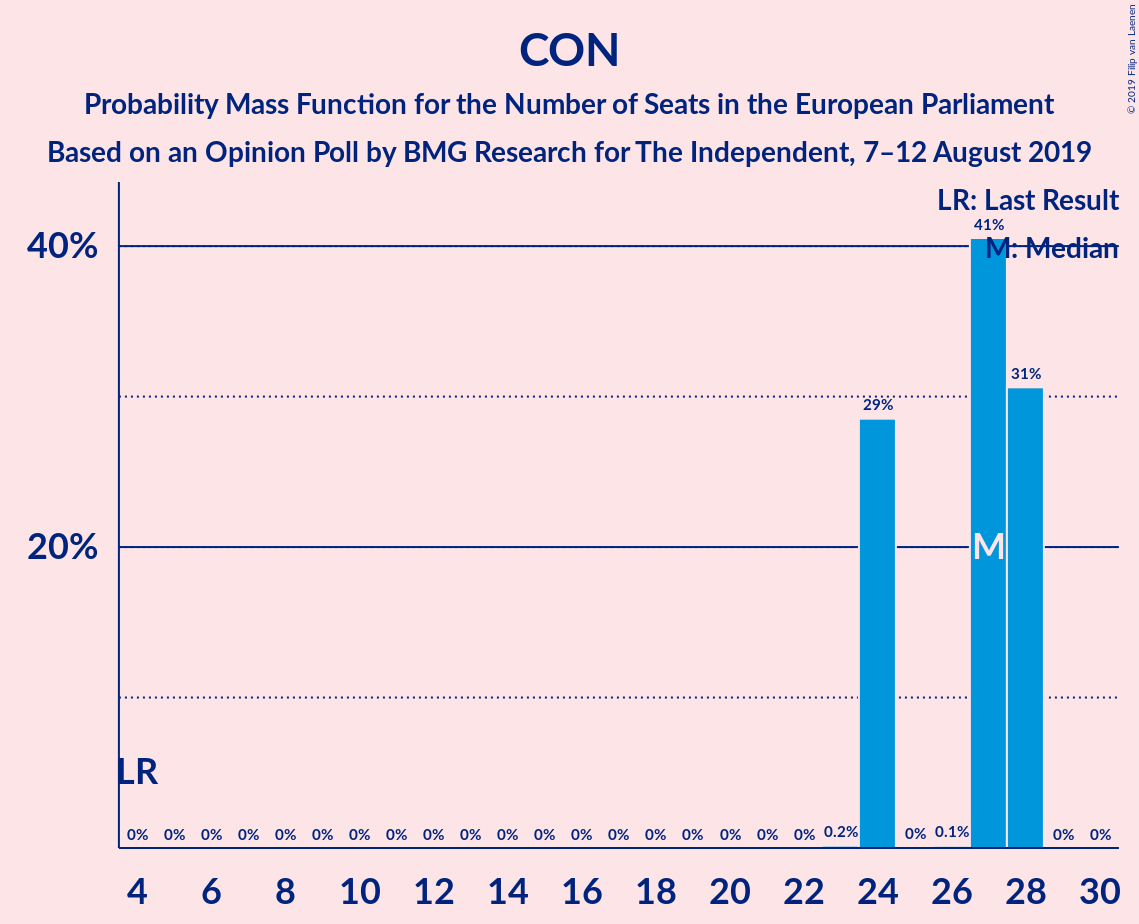 CON
Probability Mass Function for the Number of Seats in the European Parliament
Based on an Opinion Poll by BMG Research for The Independent, 7–12 August 2019
© 2019 Filip van Laenen
LR: Last Result
M: Median
40%
20%
41%
31%
29%
M
LR
0% 0% 0% 0% 0% 0% 0% 0% 0% 0% 0% 0% 0% 0% 0% 0% 0% 0% 0% 0.2% 0% 0.1% 0% 0%
4 6 8 10 12 14 16 18 20 22 24 26 28 30